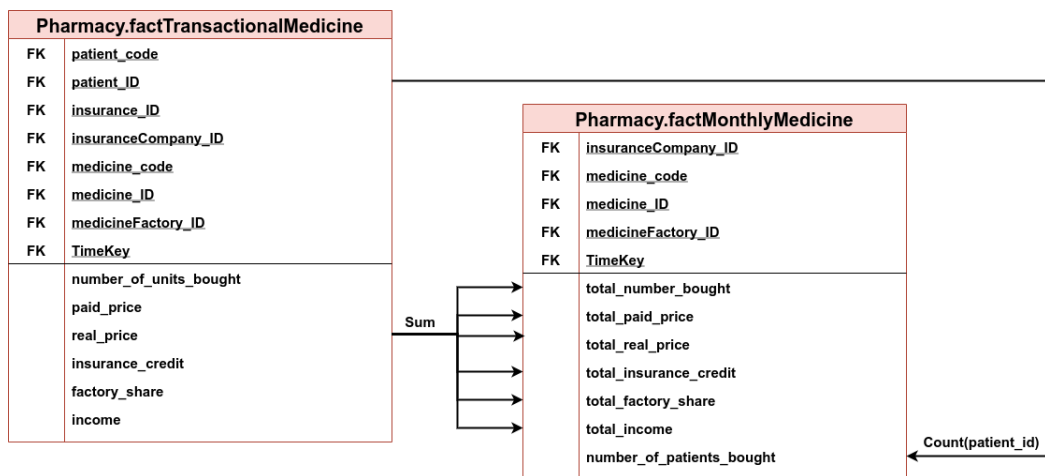 Pharmacy.factTransactionalMedicine
FK patient_code
FK patient_ID
FK insurance_ID
FK insuranceCompany_ID
FK medicine_code
FK medicine_ID
FK medicineFactory_ID
FK TimeKey
number_of_units_bought
paid_price
real_price
insurance_credit
factory_share
income
Sum
Pharmacy.factMonthlyMedicine
FK insuranceCompany_ID
FK medicine_code
FK medicine_ID
FK medicineFactory_ID
FK TimeKey
total_number_bought
total_paid_price
total_real_price
total_insurance_credit
total_factory_share
total_income
number_of_patients_bought
Count(patient_id)